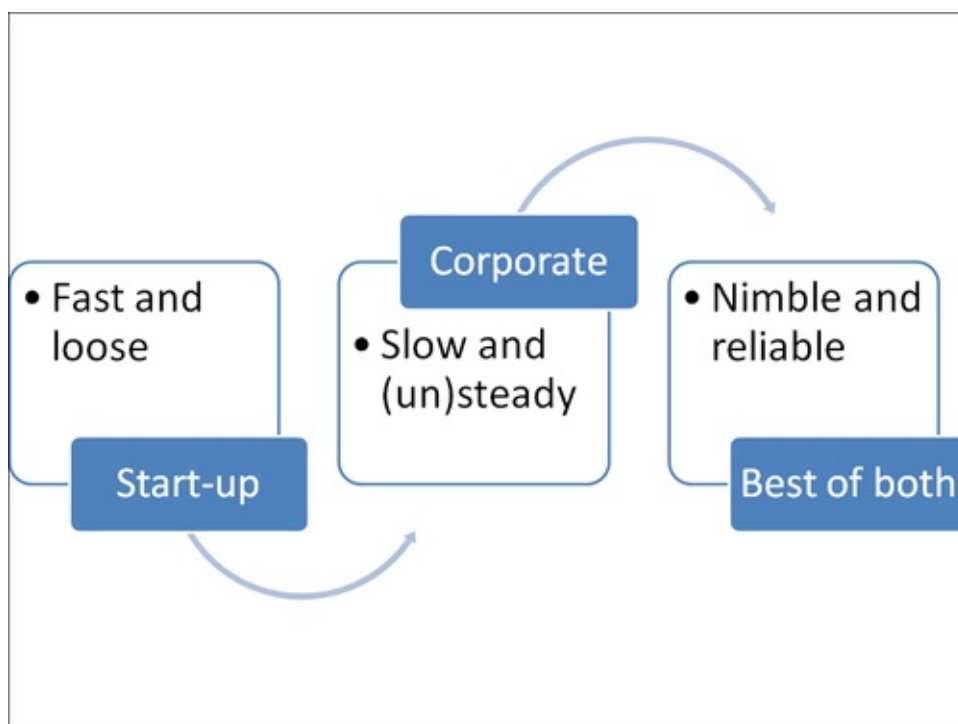 • Fast and
loose
Start-up
Corporate
• Slow and
(un)steady
• Nimble and
reliable
Best of both